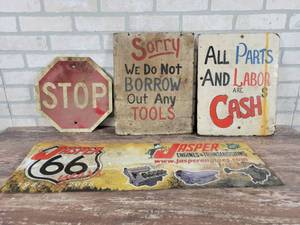 STOP
Sorry
WE DO NOT
BORROW
Out Any
TOOLS
ALL PARTS
AND LABOR
ARE
CASH
JASPER
66
JASPER
ENGINES & TRANSMISSIONS
www.jasperengines.com